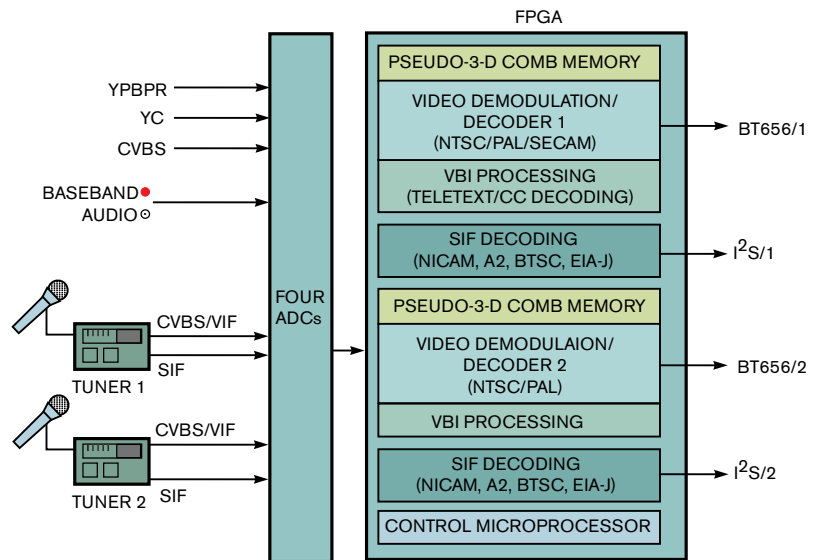 FPGA
PSEUDO-3-D COMB MEMORY
VIDEO DEMODULATION/
DECODER 1
(NTSC/PAL/SECAM)
VBI PROCESSING
(TELETEXT/CC DECODING)
SIF DECODING
(NICAM, A2, BTSC, EIA-J)
PSEUDO-3-D COMB MEMORY
VIDEO DEMODULAION/
DECODER 2
(NTSC/PAL)
VBI PROCESSING
SIF DECODING
(NICAM, A2, BTSC, EIA-J)
CONTROL MICROPROCESSOR
YPBPR
YC
CVBS
BASEBAND
AUDIO
FOUR
ADCs
CVBS/VIF
SIF
TUNER 1
CVBS/VIF
SIF
TUNER 2
BT656/1
I²S/1
BT656/2
I²S/2